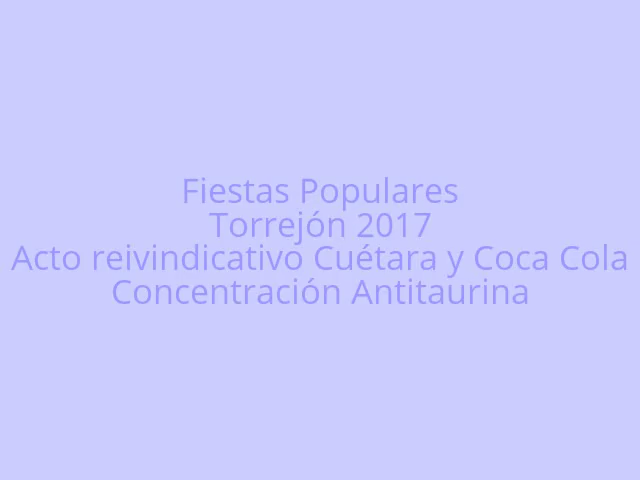 Fiestas Populares
Torrejón 2017
Acto reivindicativo Cuétara y Coca Cola
Concentración Antitaurina